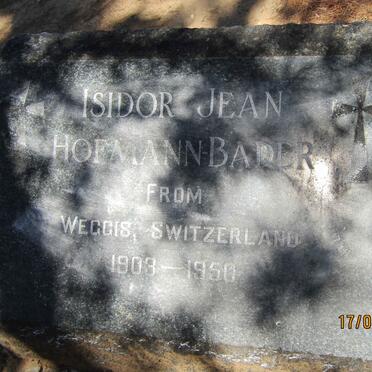 ISIDOR JEAN
HOFMANN-BADER
FROM
WEGGIS, SWITZERLAND
1903—1950
17/0